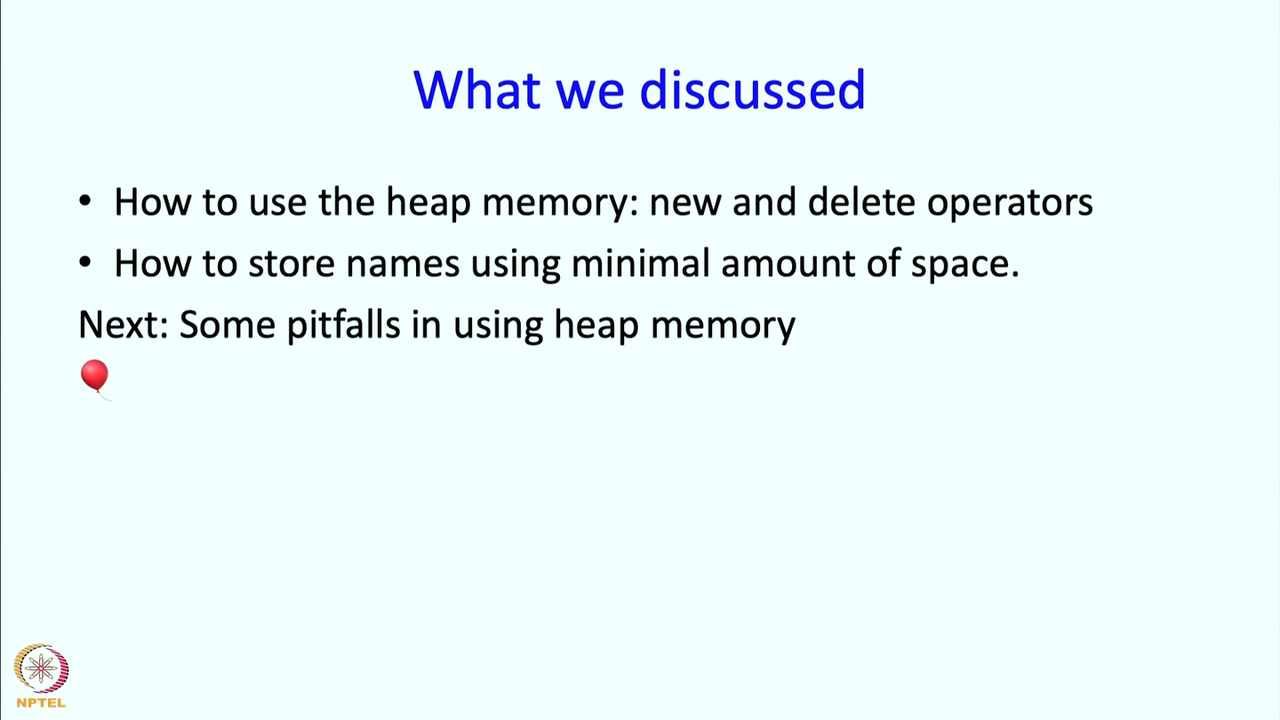 What we discussed
• How to use the heap memory: new and delete operators
• How to store names using minimal amount of space.
Next: Some pitfalls in using heap memory
🎈
NPTEL